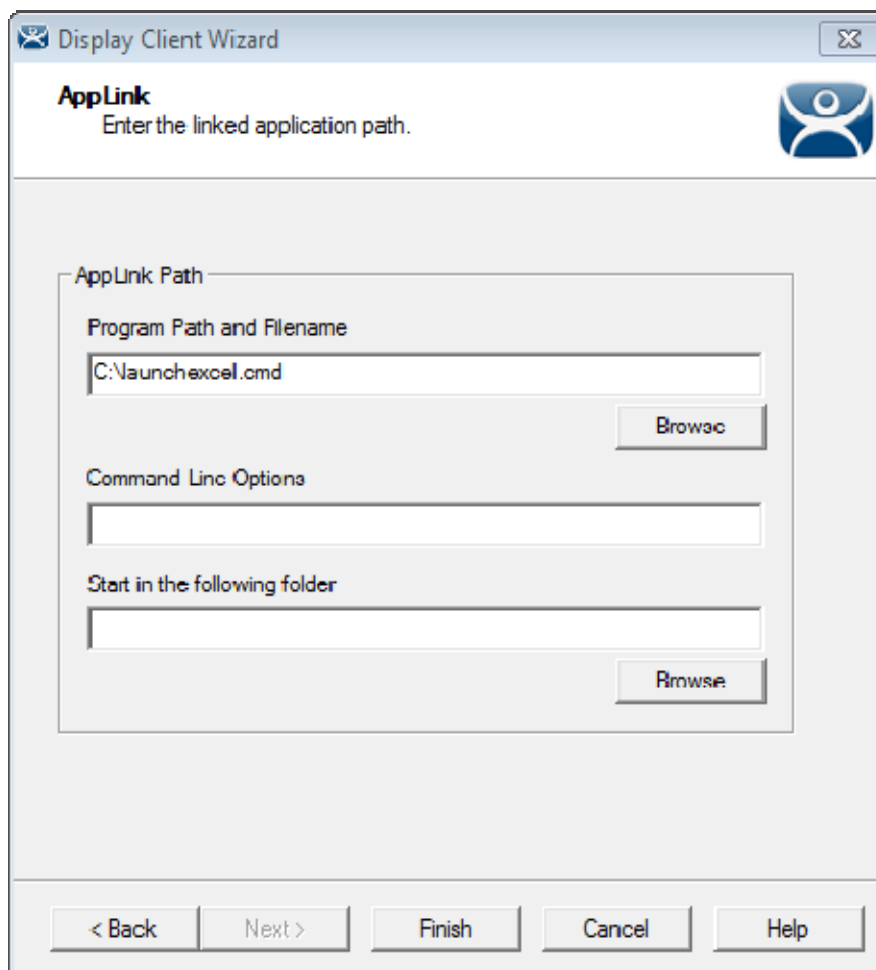 Display Client Wizard
AppLink
Enter the linked application path.
AppLink Path
Program Path and Filename
C:\launchexcel.cmd
Browse
Command Line Options
Start in the following folder
Browse
< Back Next > Finish Cancel Help